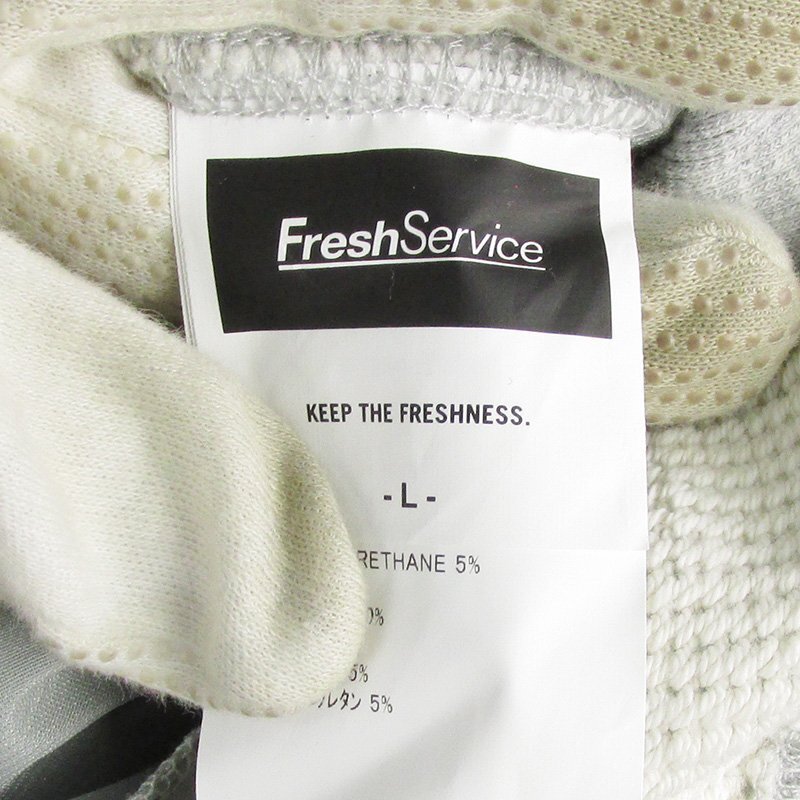 FreshService
KEEP THE FRESHNESS.
-L-
RETHANE 5%
0%
5%
レタン 5%